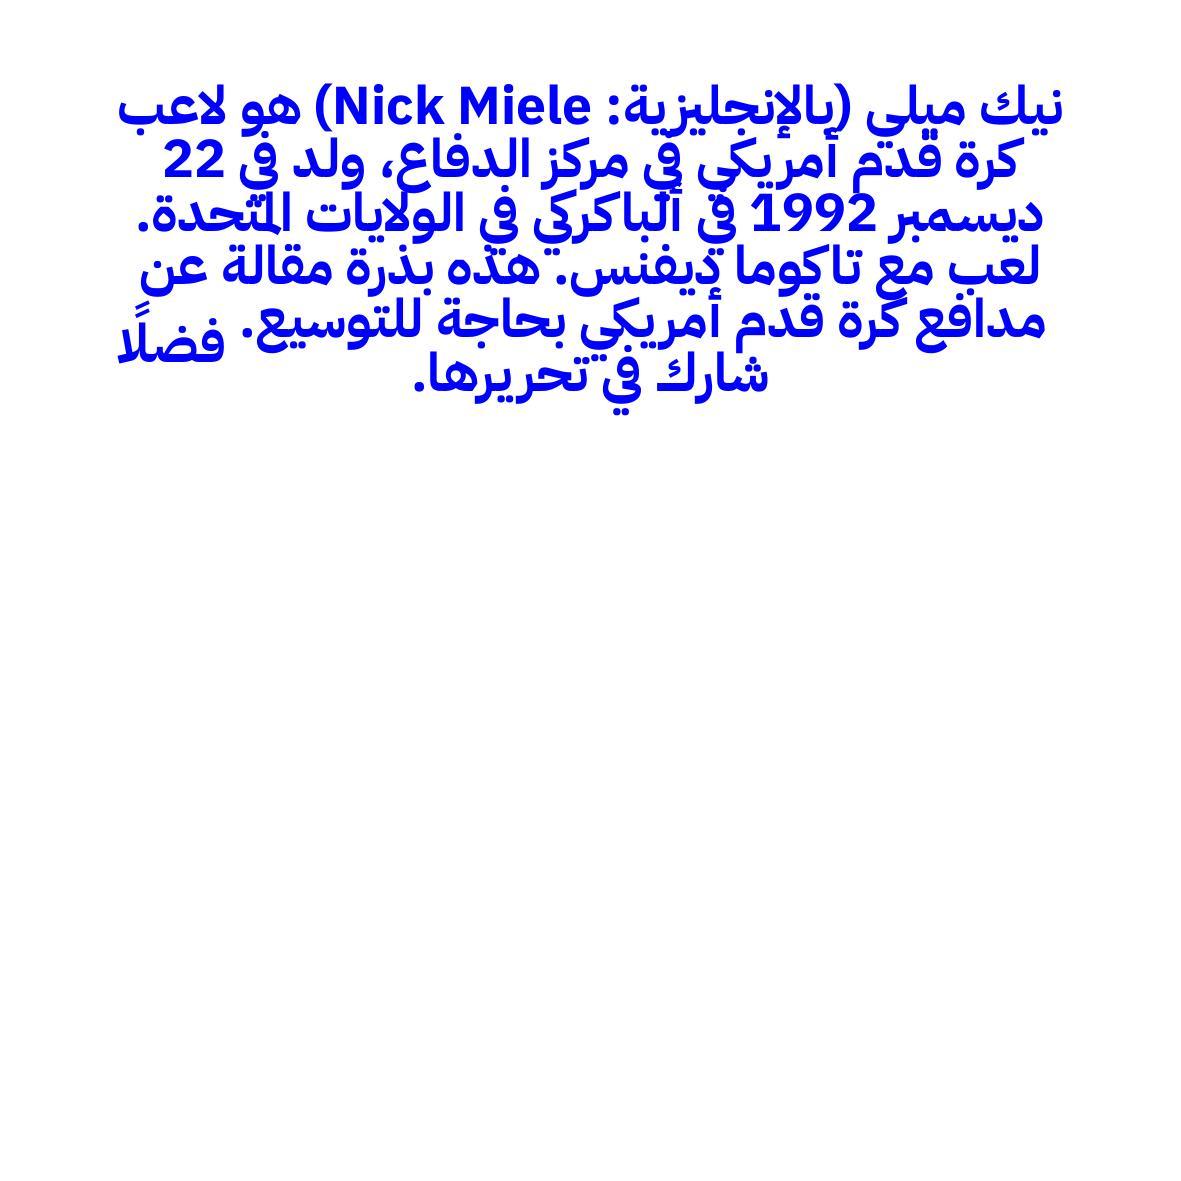 نيك ميلي (بالإنجليزية: Nick Miele) هو لاعب
كرة قدم أمريكي في مركز الدفاع، ولد في 22
ديسمبر 1992 في ألباكركي في الولايات المتحدة.
لعب مع تاكوما ديفنس. هذه بذرة مقالة عن
مدافع كرة قدم أمريكي بحاجة للتوسيع. فضلًا
شارك في تحريرها.